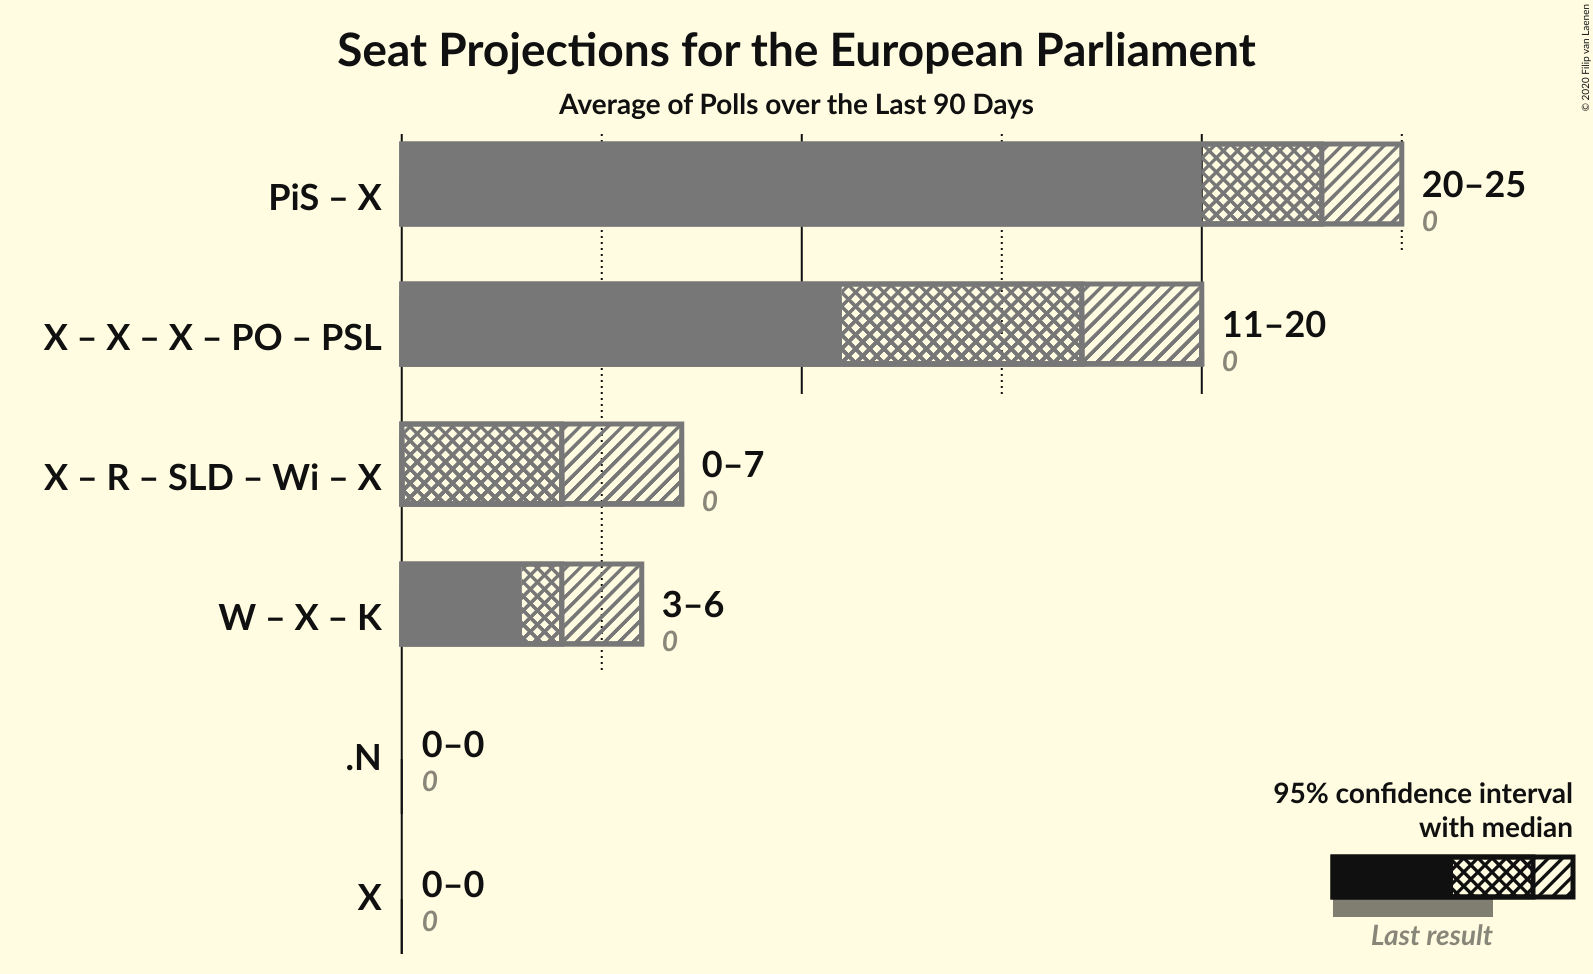 Seat Projections for the European Parliament
Average of Polls over the Last 90 Days
© 2020 Filip van Laenen
PiS – X
20–25
0
X – X – X – PO – PSL
11–20
0
X – R – SLD – Wi – X
0–7
0
W – X – K
3–6
0
.N
0–0
0
X
0–0
0
95% confidence interval
with median
Last result